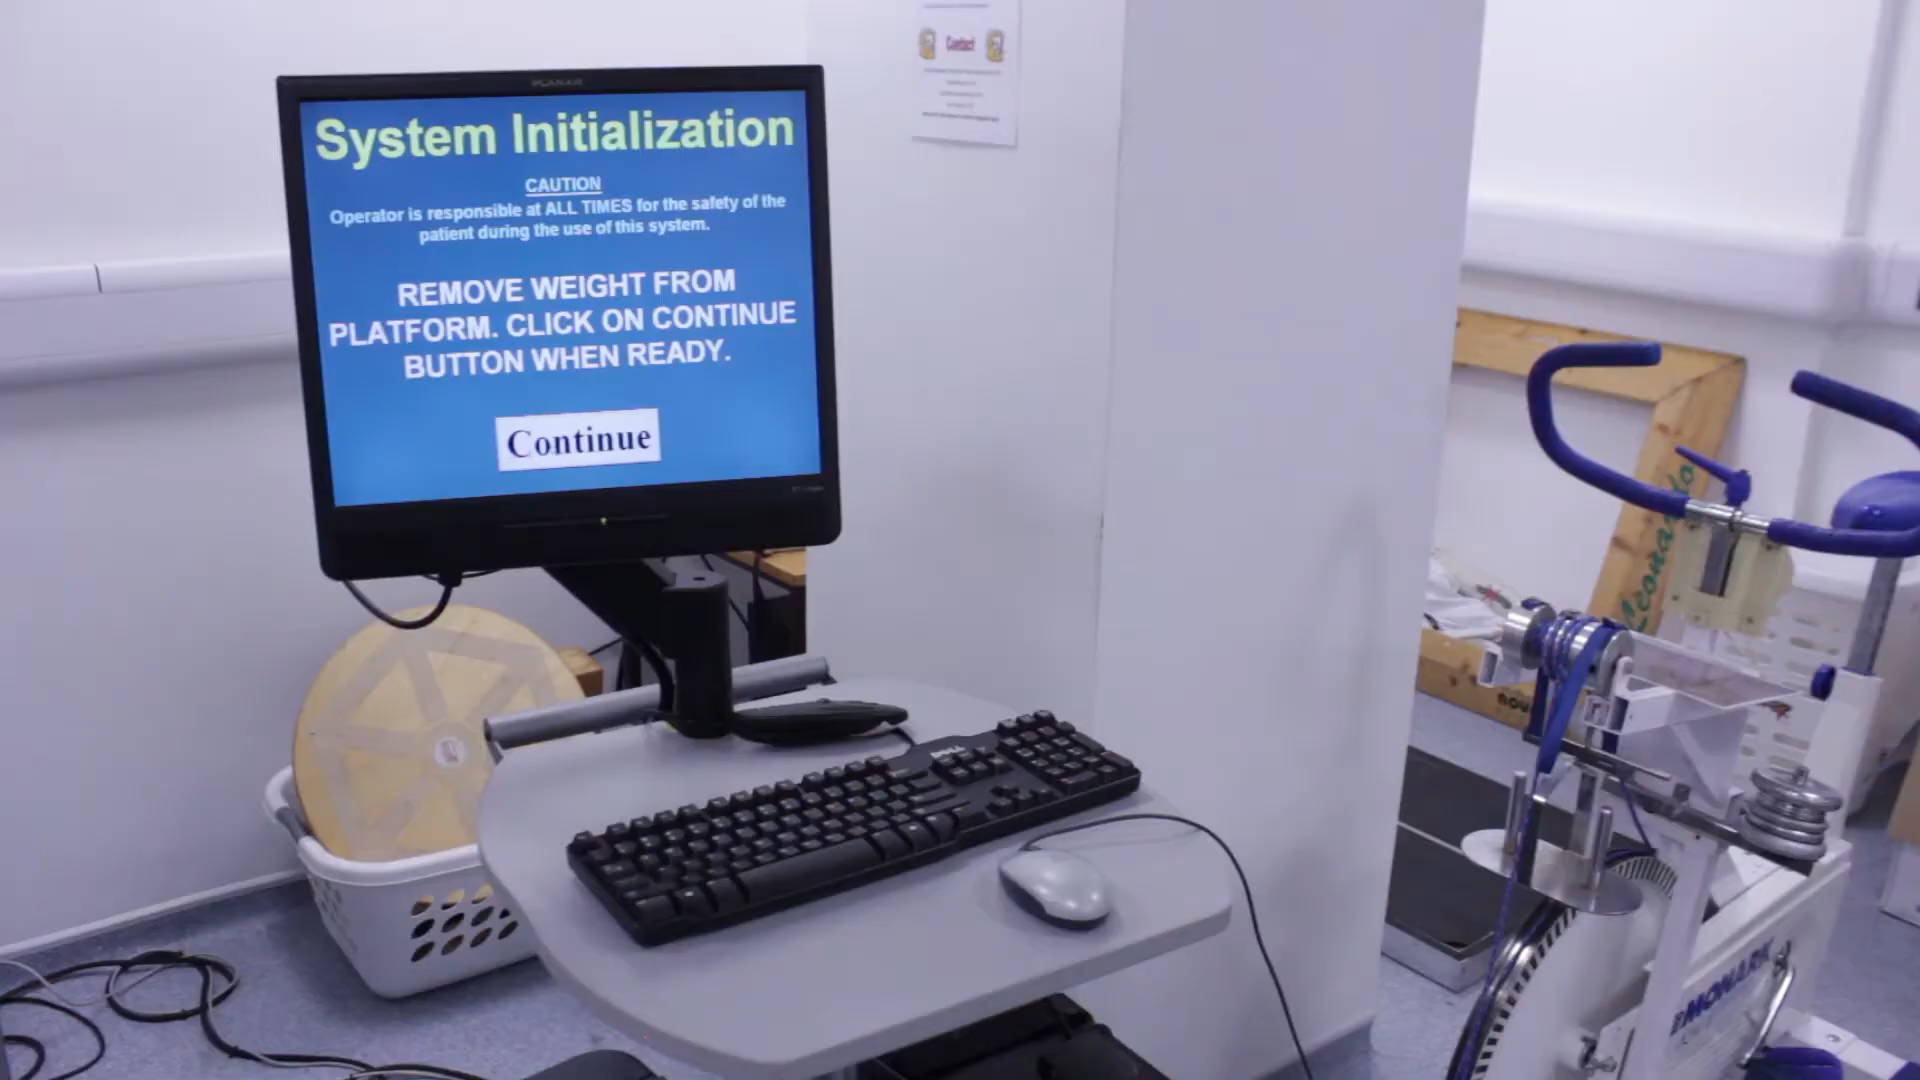 PLANAR
System Initialization
CAUTION
Operator is responsible at ALL TIMES for the safety of the
patient during the use of this system.
REMOVE WEIGHT FROM
PLATFORM. CLICK ON CONTINUE
BUTTON WHEN READY.
Continue
Contact
DELL
MONARK